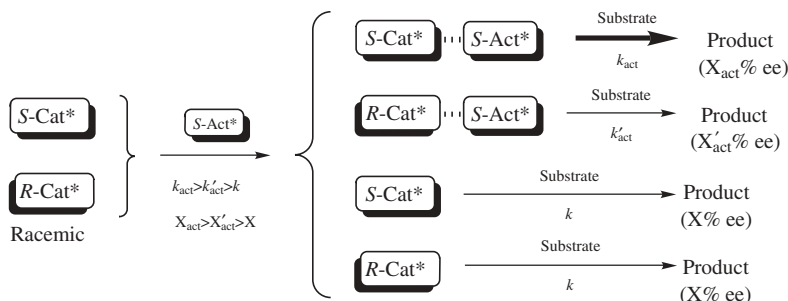 S-Cat*
R-Cat*
Racemic
S-Act*
k_act>k′_act>k
X_act>X′_act>X
S-Cat* S-Act*
Substrate
k_act
Product
(X_act% ee)
R-Cat* S-Act*
Substrate
k′_act
Product
(X′_act% ee)
S-Cat*
Substrate
k
Product
(X% ee)
R-Cat*
Substrate
k
Product
(X% ee)